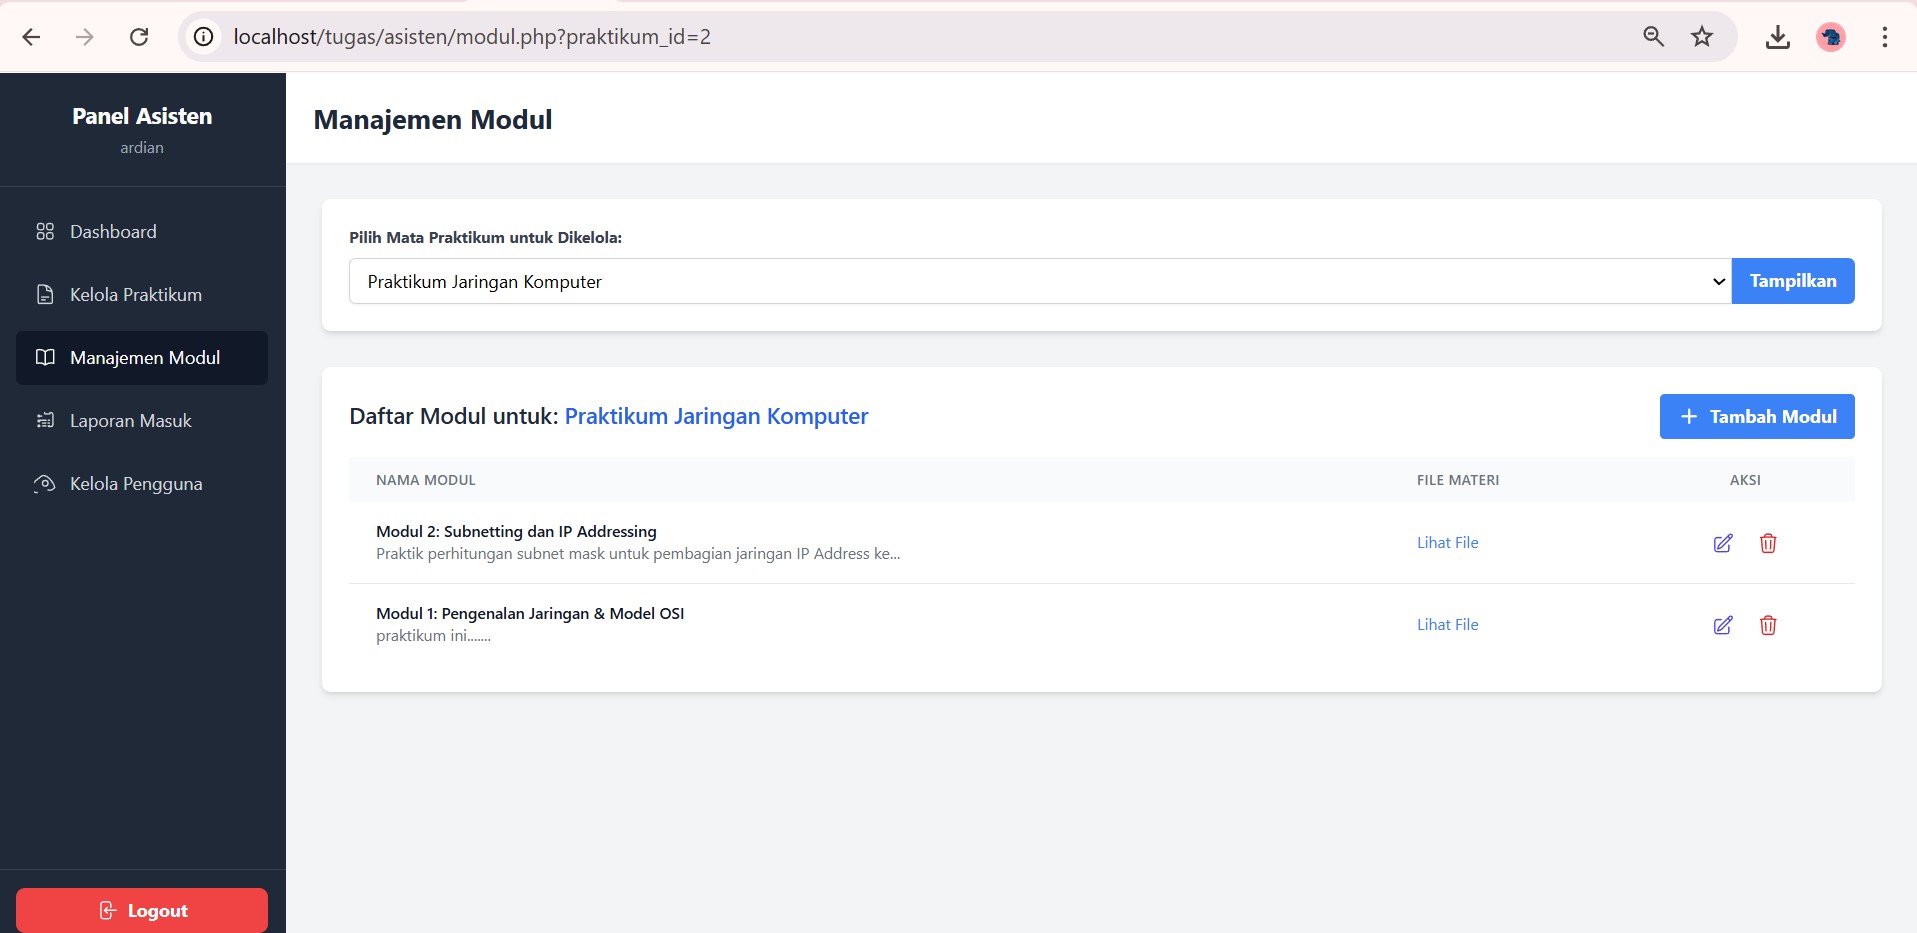 localhost/tugas/asisten/modul.php?praktikum_id=2
Panel Asisten
ardian
Dashboard
Kelola Praktikum
Manajemen Modul
Laporan Masuk
Kelola Pengguna
Logout
Manajemen Modul
Pilih Mata Praktikum untuk Dikelola:
Praktikum Jaringan Komputer
Tampilkan
Daftar Modul untuk: Praktikum Jaringan Komputer
Tambah Modul
NAMA MODUL FILE MATERI AKSI
Modul 2: Subnetting dan IP Addressing
Praktik perhitungan subnet mask untuk pembagian jaringan IP Address ke...
Lihat File
Modul 1: Pengenalan Jaringan & Model OSI
praktikum ini.......
Lihat File